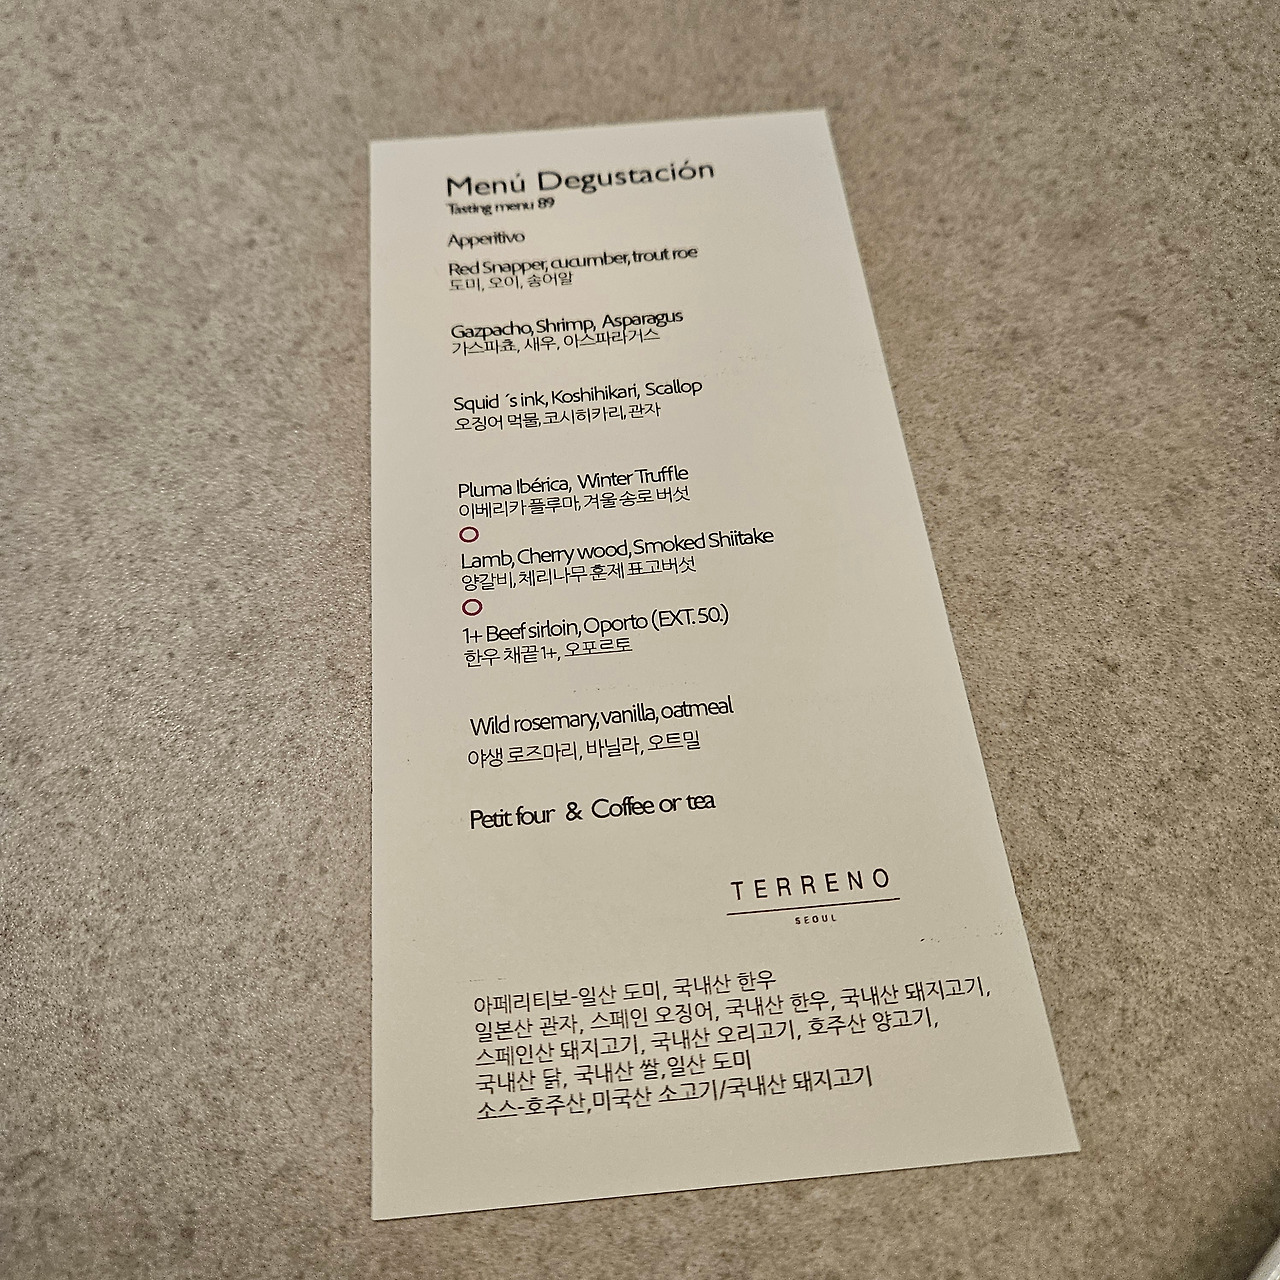 Menú Degustación
Tasting menu 89
Apperitivo
Red Snapper, cucumber, trout roe
도미, 오이, 송어알
Gazpacho, Shrimp, Asparagus
가스파쵸, 새우, 아스파라거스
Squid ´s ink, Koshihikari, Scallop
오징어 먹물, 코시히카리, 관자
Pluma Ibérica, Winter Truffle
이베리카 플루마, 겨울 송로 버섯
O
Lamb, Cherry wood, Smoked Shiitake
양갈비, 체리나무 훈제 표고버섯
O
1+ Beef sirloin, Oporto (EXT. 50.)
한우 채끝 1+, 오포르토
Wild rosemary, vanilla, oatmeal
야생 로즈마리, 바닐라, 오트밀
Petit four & Coffee or tea
TERRENO
SEOUL
아페리티보-일산 도미, 국내산 한우
일본산 관자, 스페인 오징어, 국내산 한우, 국내산 돼지고기,
스페인산 돼지고기, 국내산 오리고기, 호주산 양고기,
국내산 닭, 국내산 쌀,일산 도미
소스-호주산,미국산 소고기/국내산 돼지고기